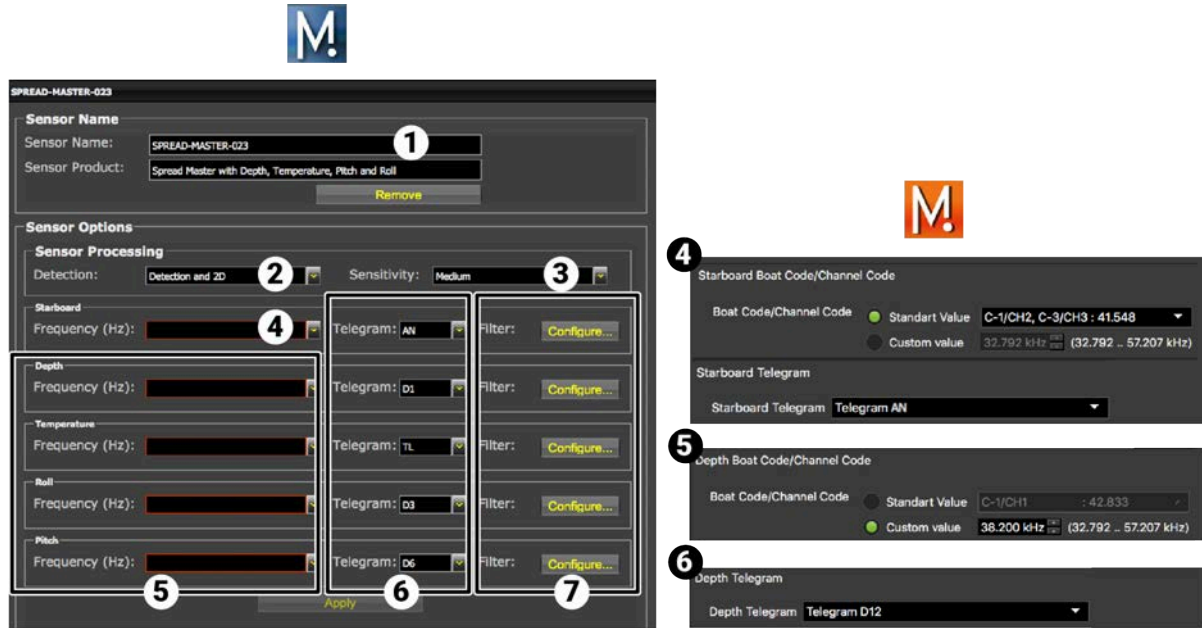 M!
SPREAD-MASTER-023
Sensor Name
Sensor Name: SPREAD-MASTER-023 1
Sensor Product: Spread Master with Depth, Temperature, Pitch and Roll
Remove
Sensor Options
Sensor Processing
Detection: Detection and 2D 2 Sensitivity: Medium 3
Starboard
Frequency (Hz): 4 Telegram: AN Filter: Configure...
Depth
Frequency (Hz): Telegram: D1 Filter: Configure...
Temperature
Frequency (Hz): Telegram: TL Filter: Configure...
Roll
Frequency (Hz): Telegram: D3 Filter: Configure...
Pitch
Frequency (Hz): Telegram: D6 Filter: Configure...
5 6 7
Apply
M!
4
Starboard Boat Code/Channel Code
Boat Code/Channel Code Standart Value C-1/CH2, C-3/CH3 : 41.548
Custom value 32.792 kHz (32.792 .. 57.207 kHz)
Starboard Telegram
Starboard Telegram Telegram AN
5
Depth Boat Code/Channel Code
Boat Code/Channel Code Standart Value C-1/CH1 : 42.833
Custom value 38.200 kHz (32.792 .. 57.207 kHz)
6
Depth Telegram
Depth Telegram Telegram D12